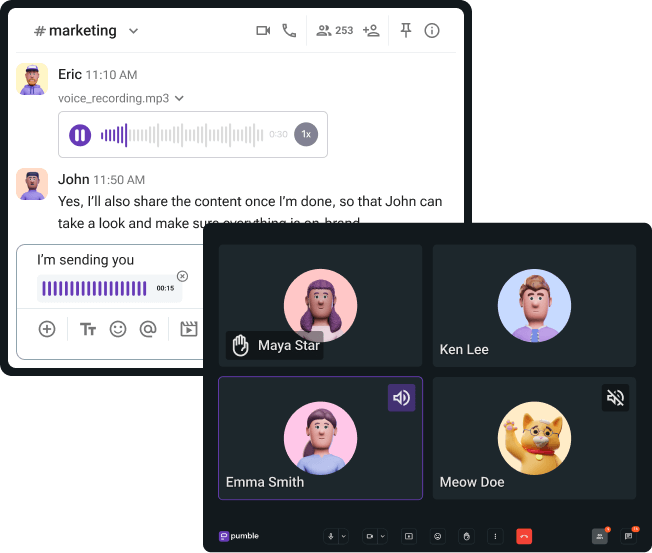 # marketing
253
Eric 11:10 AM
voice_recording.mp3
0:30
1x
John 11:50 AM
Yes, I'll also share the content once I'm done, so that John can
take a look and make sure everything is on-brand
I'm sending you
00:15
Maya Star
Ken Lee
Emma Smith
Meow Doe
pumble